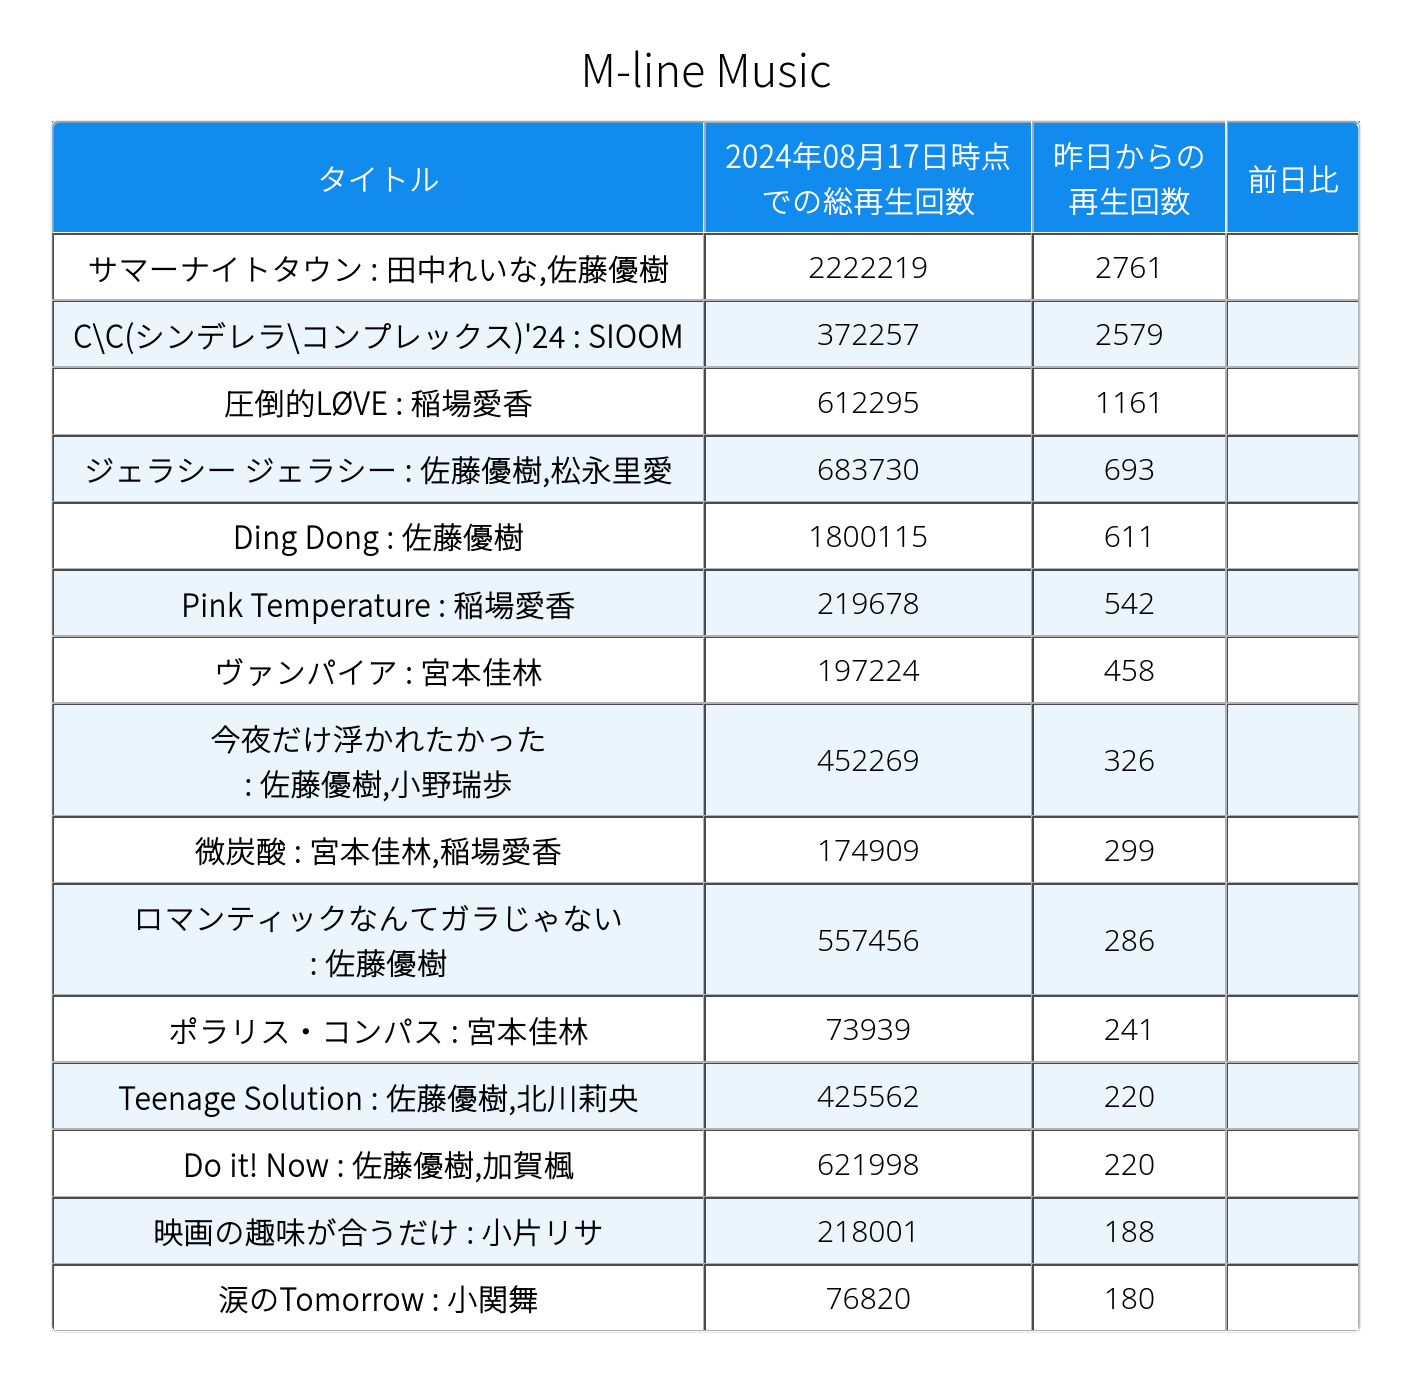 M-line Music
タイトル
2024年08月17日時点
での総再生回数
昨日からの
再生回数
前日比
サマーナイトタウン : 田中れいな,佐藤優樹
2222219
2761
C\C(シンデレラ\コンプレックス)'24 : SIOOM
372257
2579
圧倒的LØVE : 稲場愛香
612295
1161
ジェラシー ジェラシー : 佐藤優樹,松永里愛
683730
693
Ding Dong : 佐藤優樹
1800115
611
Pink Temperature : 稲場愛香
219678
542
ヴァンパイア : 宮本佳林
197224
458
今夜だけ浮かれたかった
: 佐藤優樹,小野瑞歩
452269
326
微炭酸 : 宮本佳林,稲場愛香
174909
299
ロマンティックなんてガラじゃない
: 佐藤優樹
557456
286
ポラリス・コンパス : 宮本佳林
73939
241
Teenage Solution : 佐藤優樹,北川莉央
425562
220
Do it! Now : 佐藤優樹,加賀楓
621998
220
映画の趣味が合うだけ : 小片リサ
218001
188
涙のTomorrow : 小関舞
76820
180